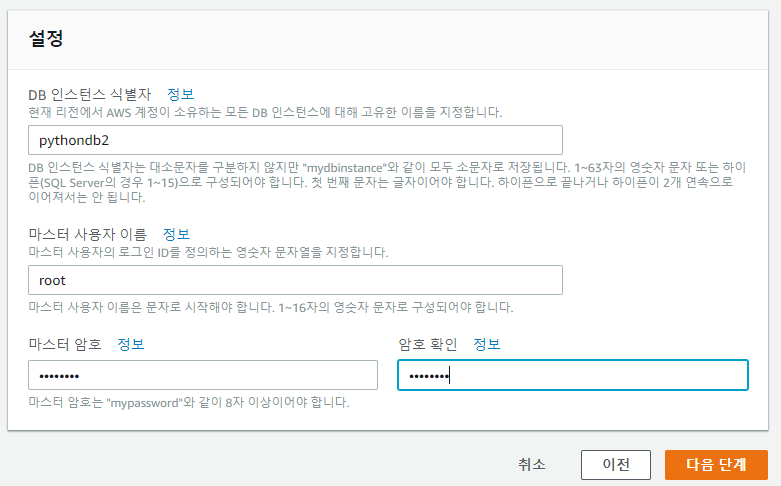 설정
DB 인스턴스 식별자 정보
현재 리전에서 AWS 계정이 소유하는 모든 DB 인스턴스에 대해 고유한 이름을 지정합니다.
pythondb2
DB 인스턴스 식별자는 대소문자를 구분하지 않지만 "mydbinstance"와 같이 모두 소문자로 저장됩니다. 1~63자의 영숫자 문자 또는 하이
픈(SQL Server의 경우 1~15)으로 구성되어야 합니다. 첫 번째 문자는 글자이어야 합니다. 하이픈으로 끝나거나 하이픈이 2개 연속으로
이어져서는 안 됩니다.
마스터 사용자 이름 정보
마스터 사용자의 로그인 ID를 정의하는 영숫자 문자열을 지정합니다.
root
마스터 사용자 이름은 문자로 시작해야 합니다. 1~16자의 영숫자 문자로 구성되어야 합니다.
마스터 암호 정보 암호 확인 정보
•••••••• ••••••••
마스터 암호는 "mypassword"와 같이 8자 이상이어야 합니다.
취소 이전 다음 단계